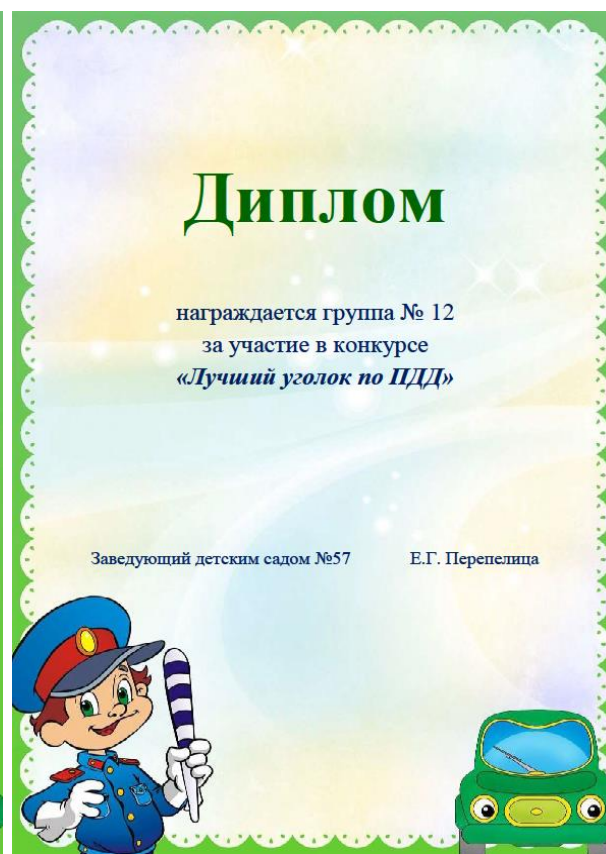 Диплом
награждается группа № 12
за участие в конкурсе
«Лучший уголок по ПДД»
Заведующий детским садом №57 Е.Г. Перепелица